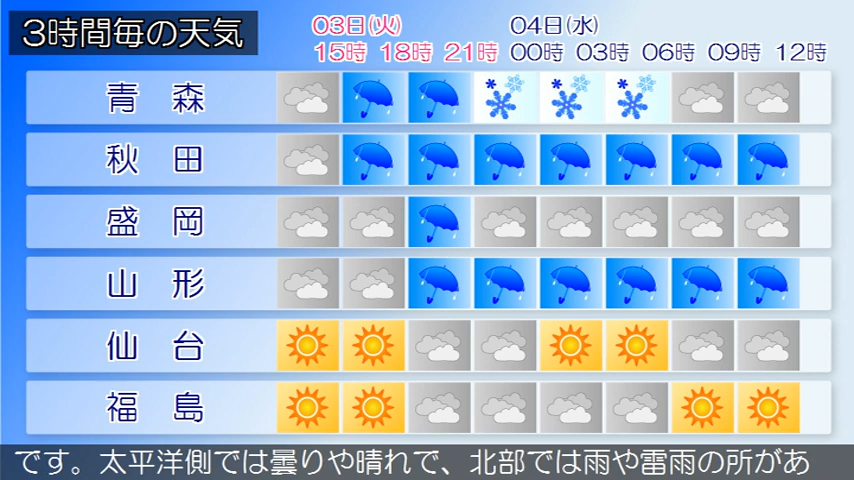 3時間毎の天気
03日(火) 04日(水)
15時 18時 21時 00時 03時 06時 09時 12時
青森
秋田
盛岡
山形
仙台
福島
です。太平洋側では曇りや晴れで、北部では雨や雷雨の所があ